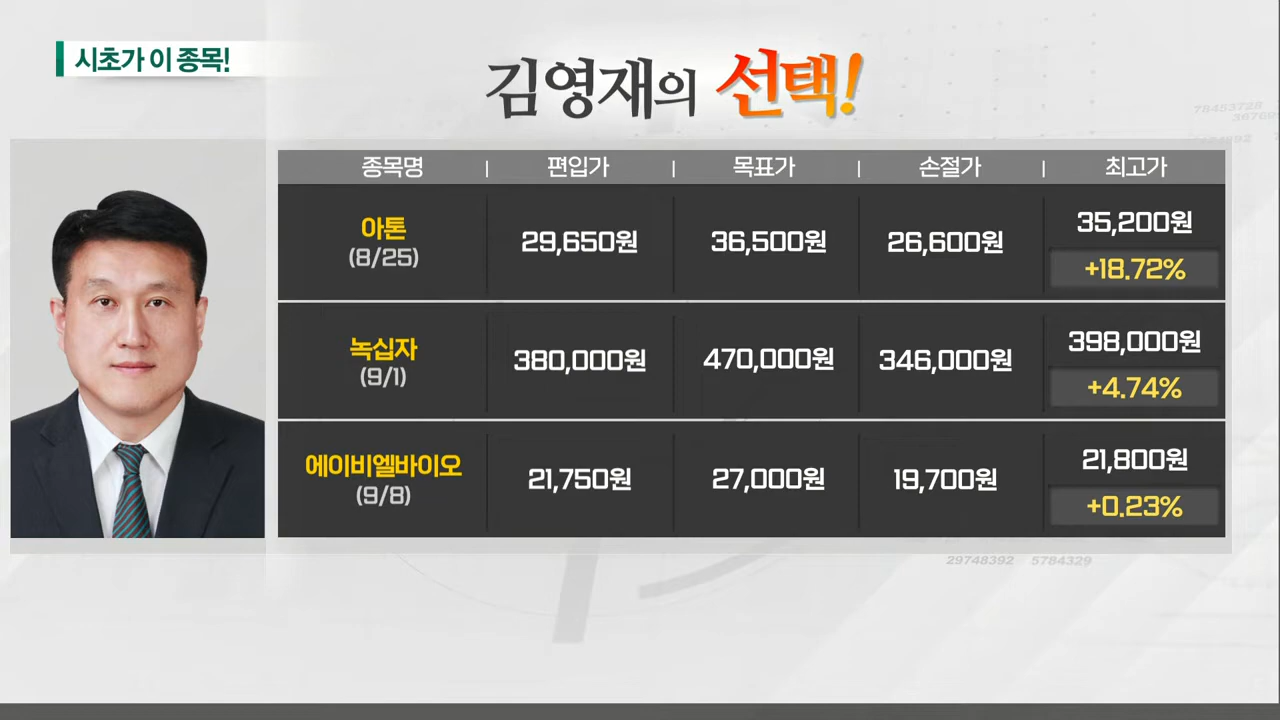 시초가 이 종목!
김영재의 선택!
종목명 | 편입가 | 목표가 | 손절가 | 최고가
아톤
(8/25)
29,650원
36,500원
26,600원
35,200원
+18.72%
녹십자
(9/1)
380,000원
470,000원
346,000원
398,000원
+4.74%
에이비엘바이오
(9/8)
21,750원
27,000원
19,700원
21,800원
+0.23%
78453728
29748392 5784329